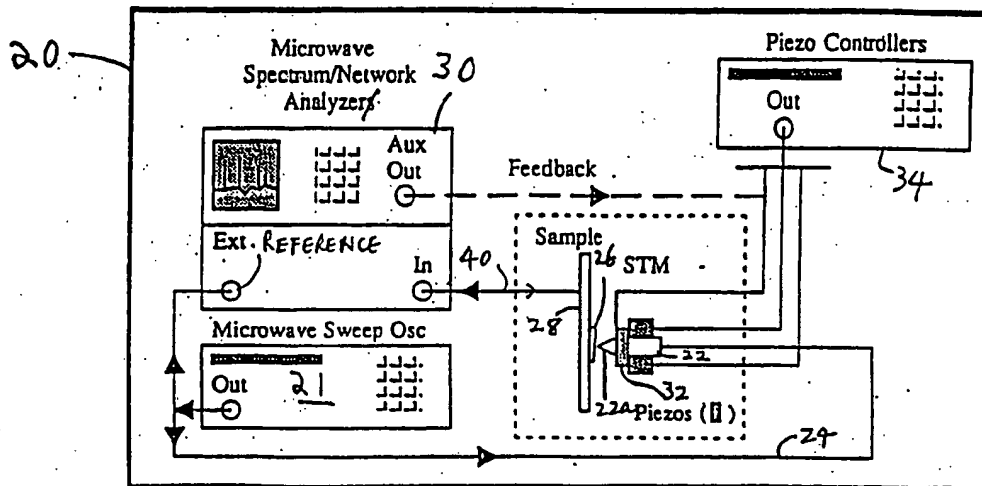 20
Microwave
Spectrum/Network
Analyzers
30
Aux
Out
Ext. REFERENCE
In
Microwave Sweep Osc
Out
21
Feedback
40
Piezo Controllers
Out
34
Sample
26
STM
28
22
32
22a
Piezos (▯)
24